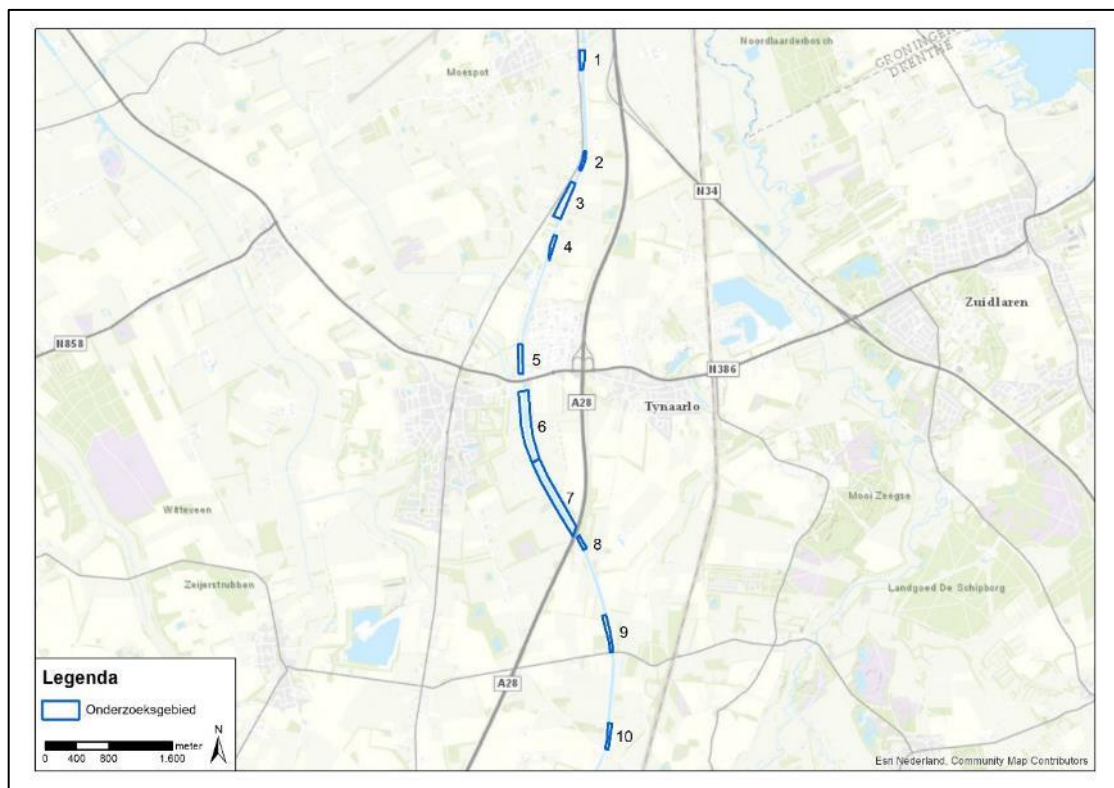 Noordlaarderbosch
GRONINGEN
DRENTHE
Moespot
1
2
3
4
N34
Zuidlaren
N858
5
N386
A28
Tynaarlo
6
7
Mooi Zeegse
Witteveen
8
Zeijerstrubben
Landgoed De Schipborg
9
A28
10
Legenda
Onderzoeksgebied
N
meter
0 400 800 1.600
Esri Nederland, Community Map Contributors